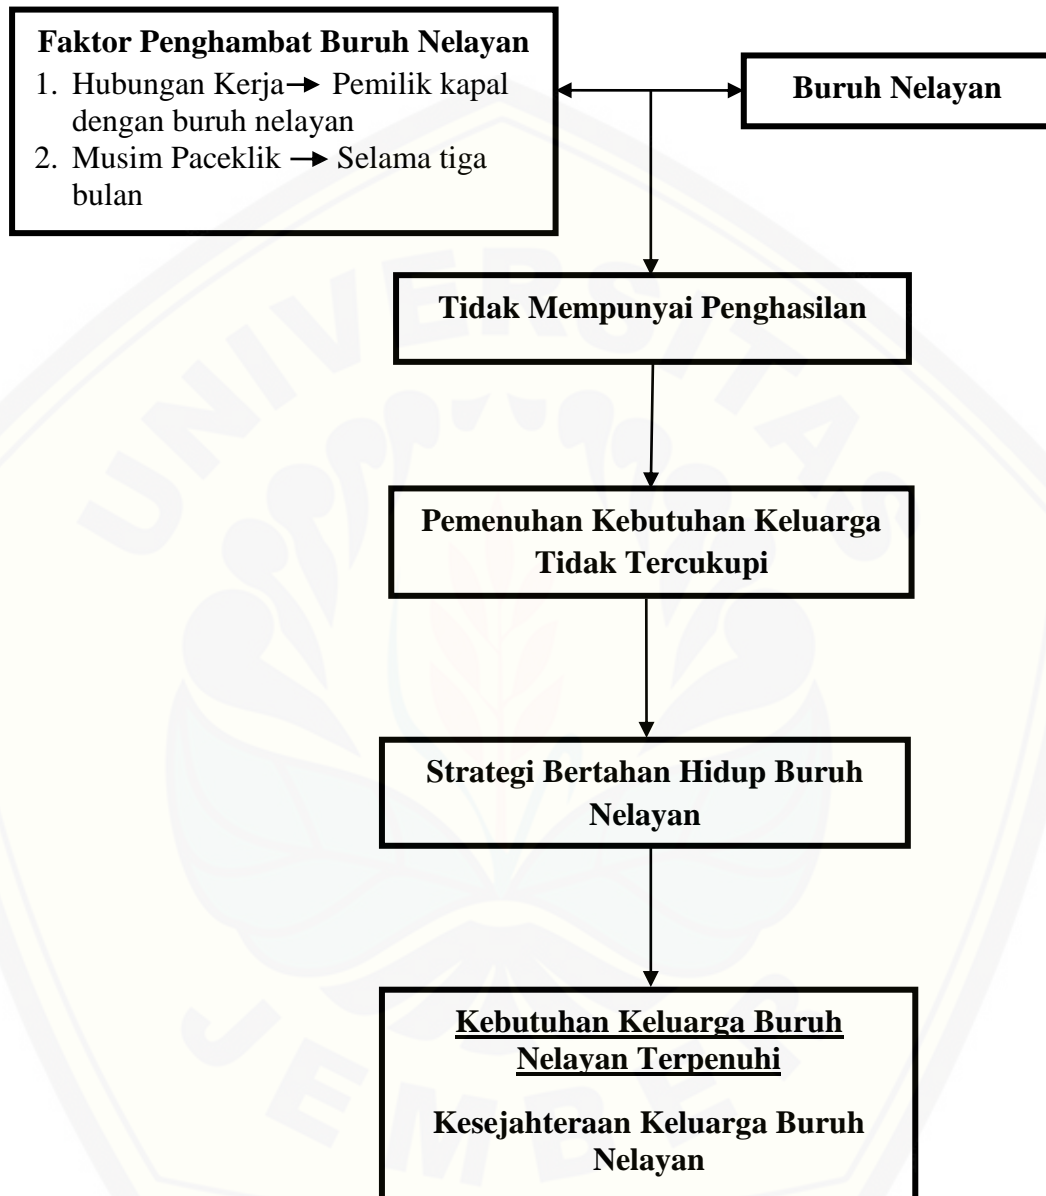 Faktor Penghambat Buruh Nelayan
1. Hubungan Kerja → Pemilik kapal
dengan buruh nelayan
2. Musim Paceklik → Selama tiga
bulan
Buruh Nelayan
Tidak Mempunyai Penghasilan
Pemenuhan Kebutuhan Keluarga
Tidak Tercukupi
Strategi Bertahan Hidup Buruh
Nelayan
Kebutuhan Keluarga Buruh
Nelayan Terpenuhi
Kesejahteraan Keluarga Buruh
Nelayan
UNIVERSITAS
JEMBER